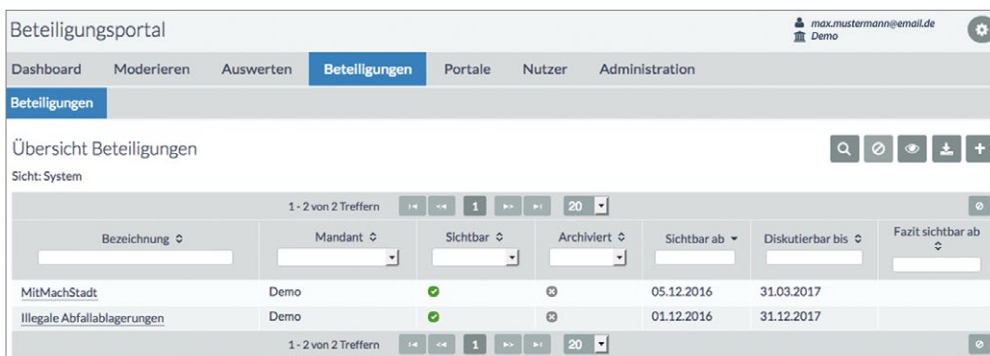 Beteiligungsportal
max.mustermann@email.de
Demo
Dashboard Moderieren Auswerten Beteiligungen Portale Nutzer Administration
Beteiligungen
Übersicht Beteiligungen
Sicht: System
1 - 2 von 2 Treffern 1 20
Bezeichnung Mandant Sichtbar Archiviert Sichtbar ab Diskutierbar bis Fazit sichtbar ab
MitMachStadt Demo 05.12.2016 31.03.2017
Illegale Abfallablagerungen Demo 01.12.2016 31.12.2017
1 - 2 von 2 Treffern 1 20